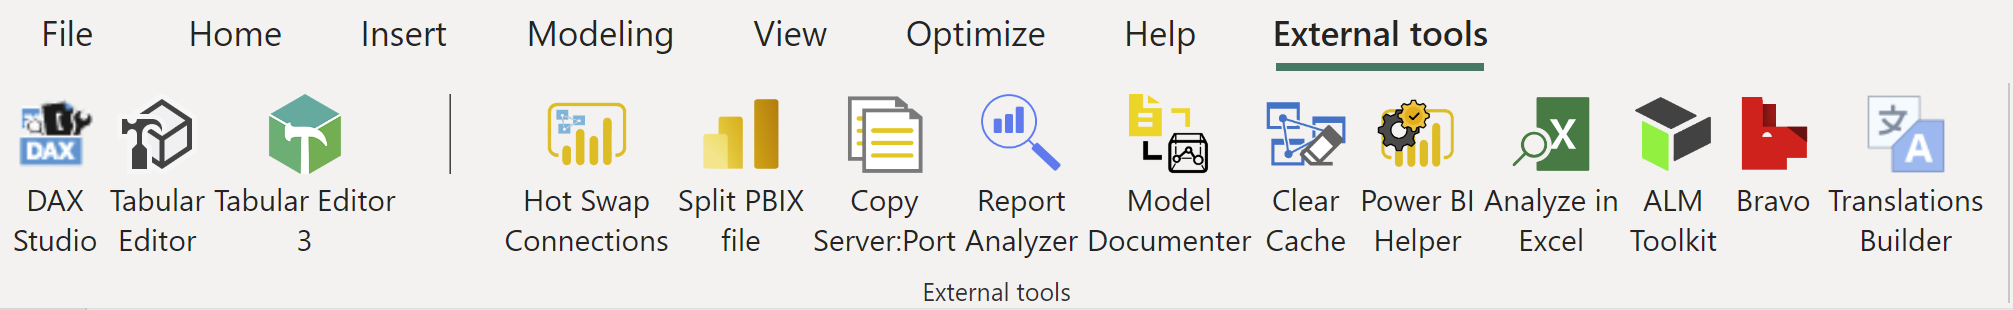 File Home Insert Modeling View Optimize Help External tools
DAX
文 A
DAX Tabular Tabular Editor Hot Swap Split PBIX Copy Report Model Clear Power BI Analyze in ALM Bravo Translations
Studio Editor 3 Connections file Server:Port Analyzer Documenter Cache Helper Excel Toolkit Builder
External tools